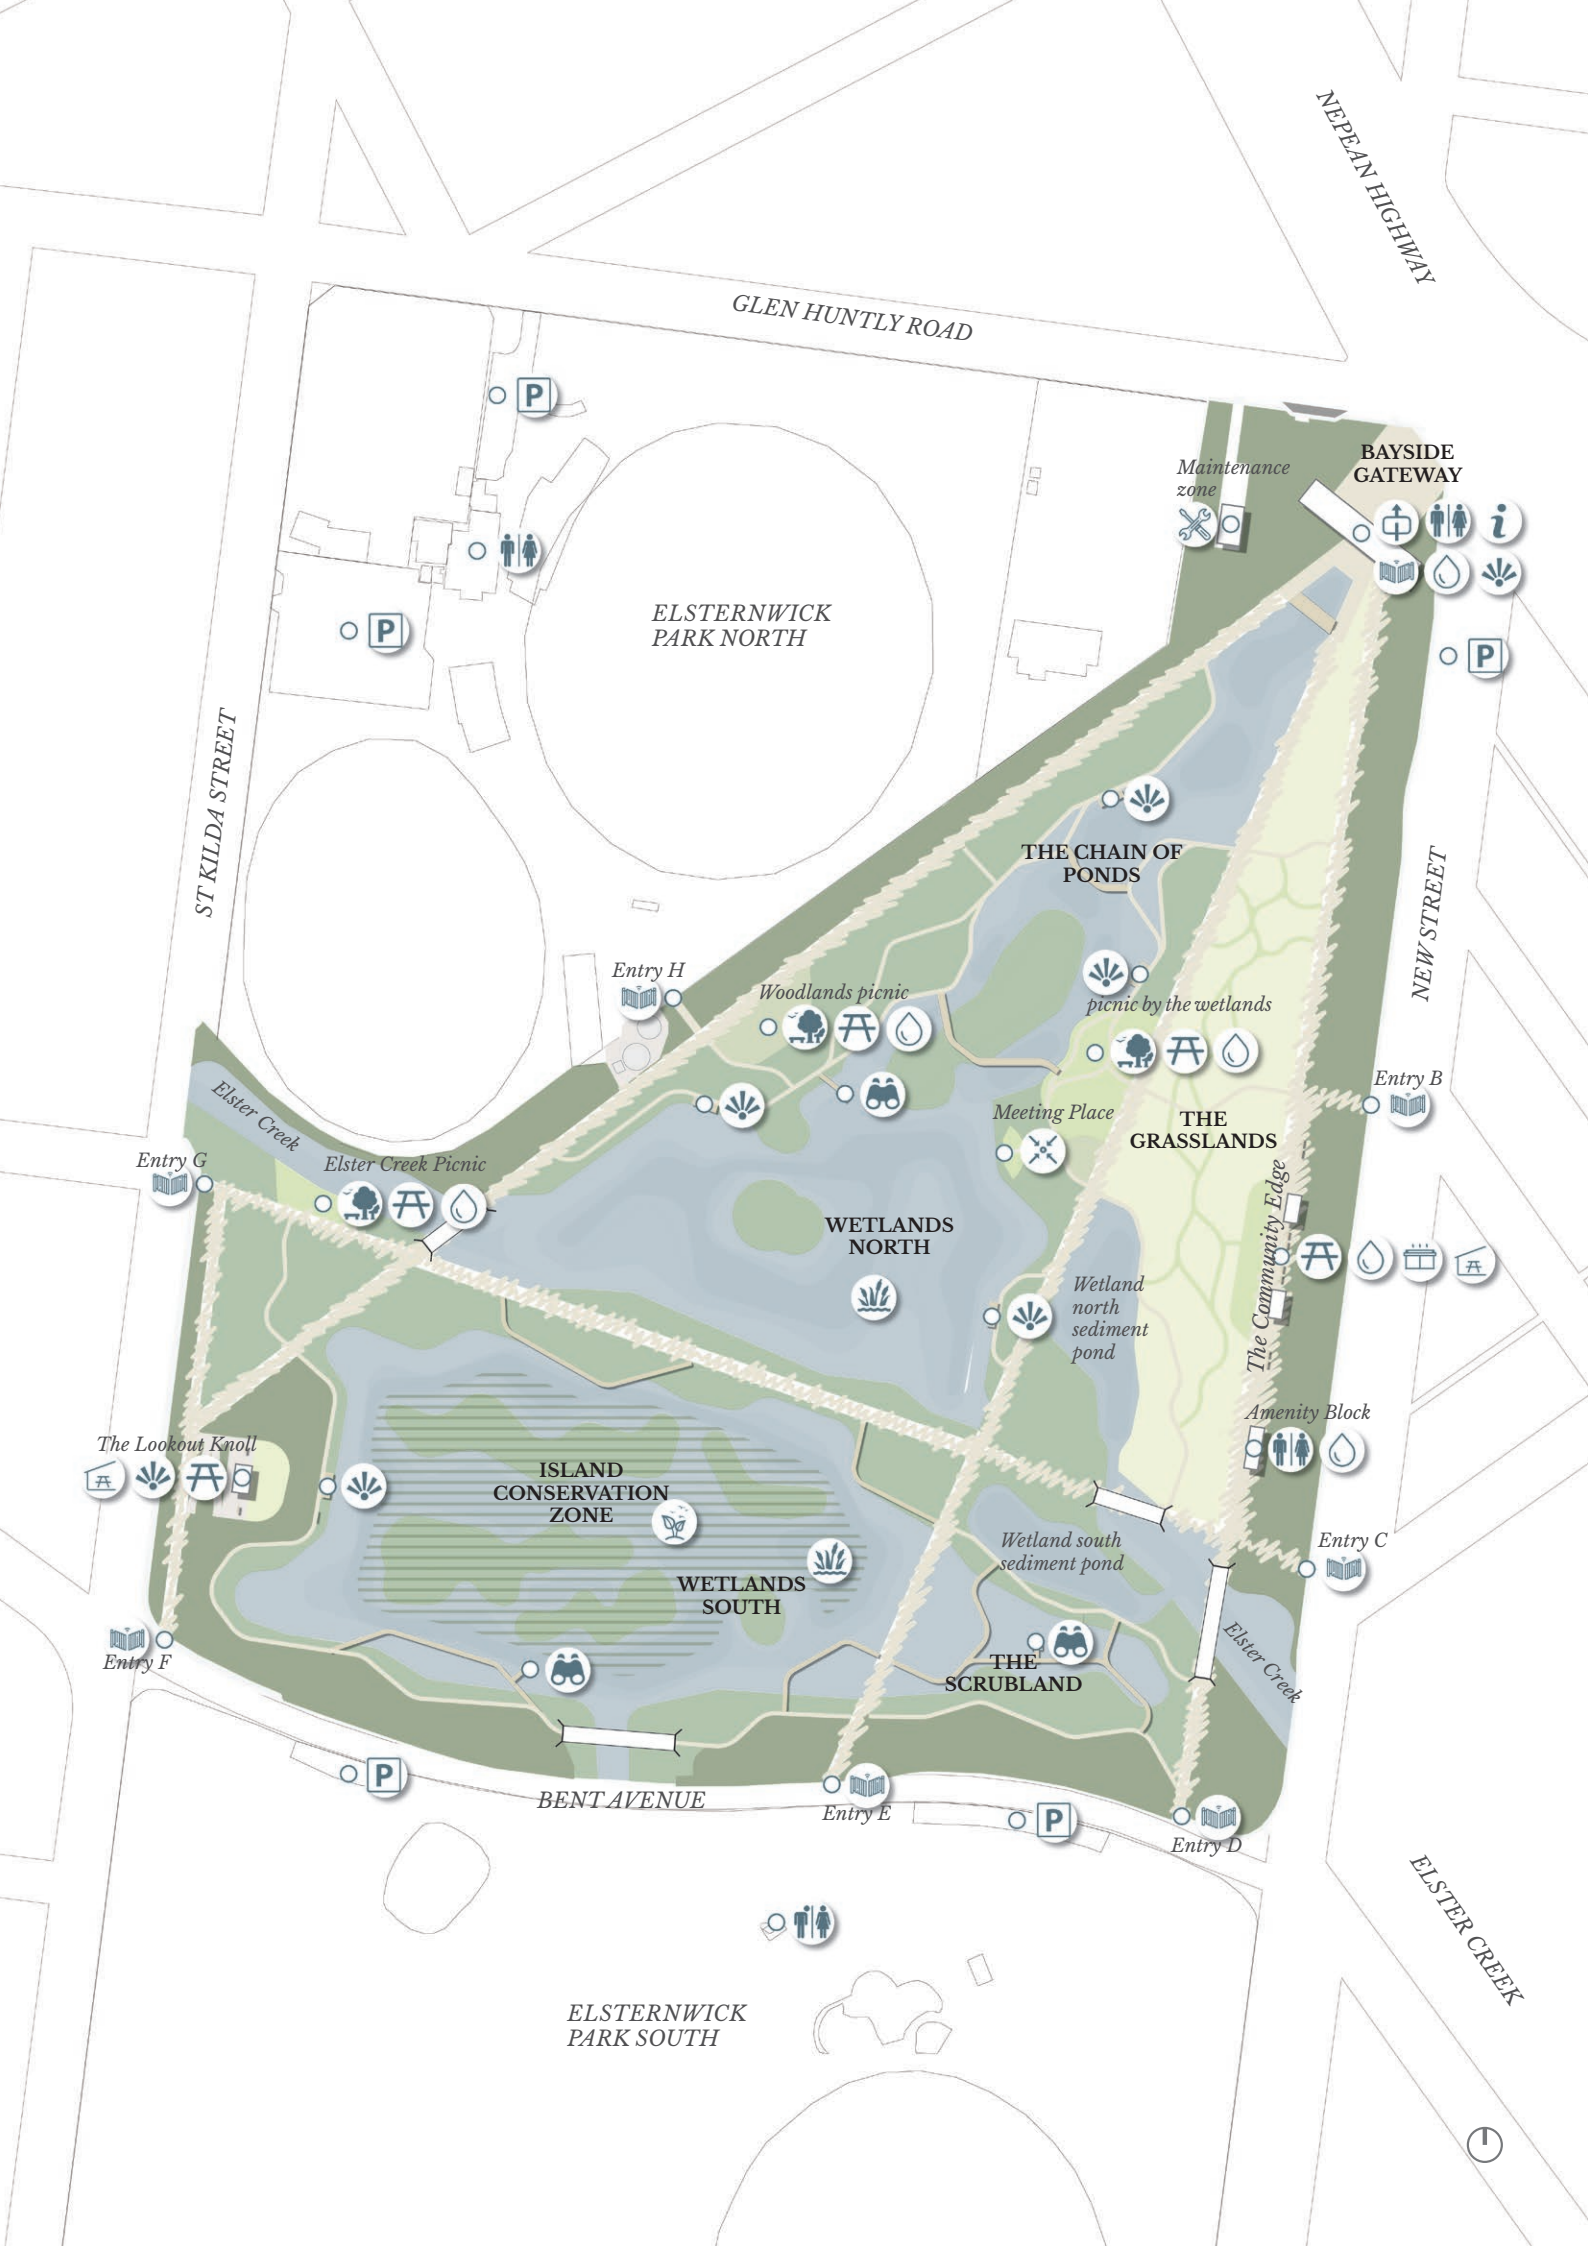 NEPEAN HIGHWAY
GLEN HUNTLY ROAD
P
BAYSIDE
GATEWAY
Maintenance
zone
i
ELSTERNWICK
PARK NORTH
P
P
ST KILDA STREET
THE CHAIN OF
PONDS
NEW STREET
Entry H
Woodlands picnic
picnic by the wetlands
Entry B
Elster Creek
Meeting Place
THE
GRASSLANDS
Entry G
Elster Creek Picnic
The Community Edge
WETLANDS
NORTH
Wetland
north
sediment
pond
Amenity Block
The Lookout Knoll
ISLAND
CONSERVATION
ZONE
Wetland south
sediment pond
Entry C
WETLANDS
SOUTH
Entry F
THE
SCRUBLAND
Elster Creek
P
BENT AVENUE
Entry E
P
Entry D
ELSTER CREEK
ELSTERNWICK
PARK SOUTH